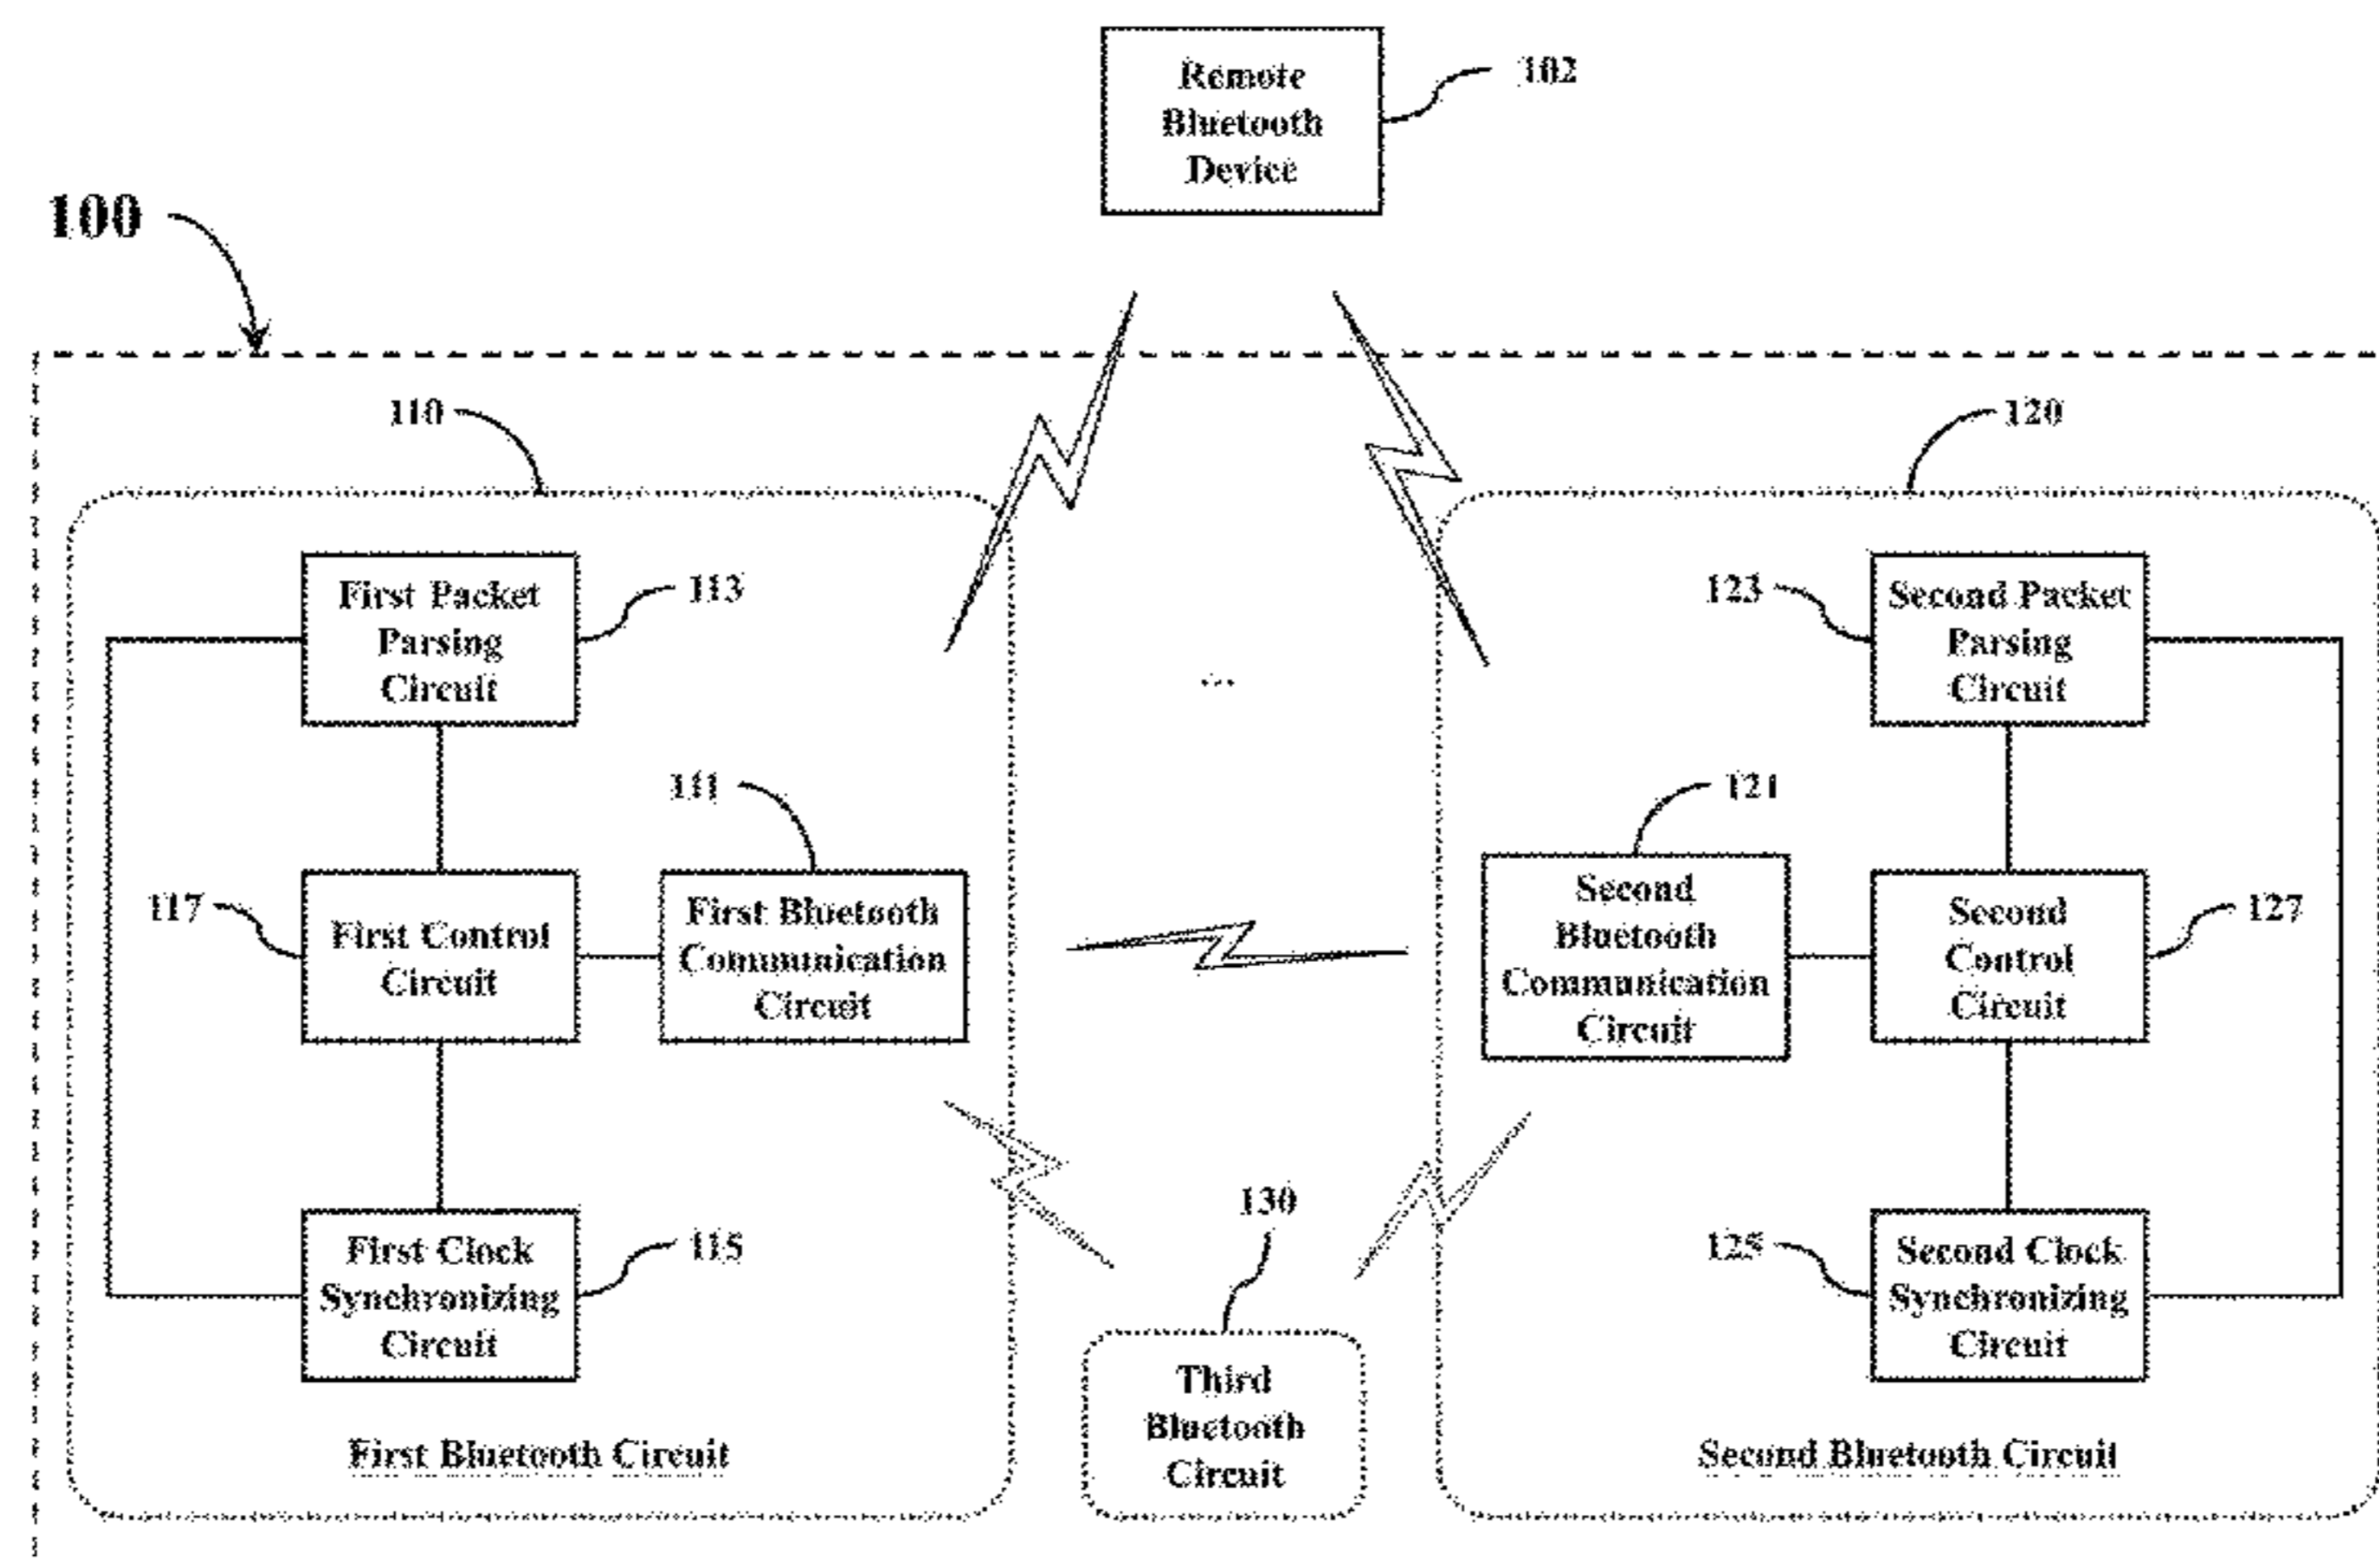 Remote
Bluetooth
Device
102
100
110
120
First Packet
Parsing
Circuit
113
123
Second Packet
Parsing
Circuit
...
111
121
117
First Control
Circuit
First Bluetooth
Communication
Circuit
Second
Bluetooth
Communication
Circuit
Second
Control
Circuit
127
First Clock
Synchronizing
Circuit
115
130
125
Second Clock
Synchronizing
Circuit
Third
Bluetooth
Circuit
First Bluetooth Circuit
Second Bluetooth Circuit